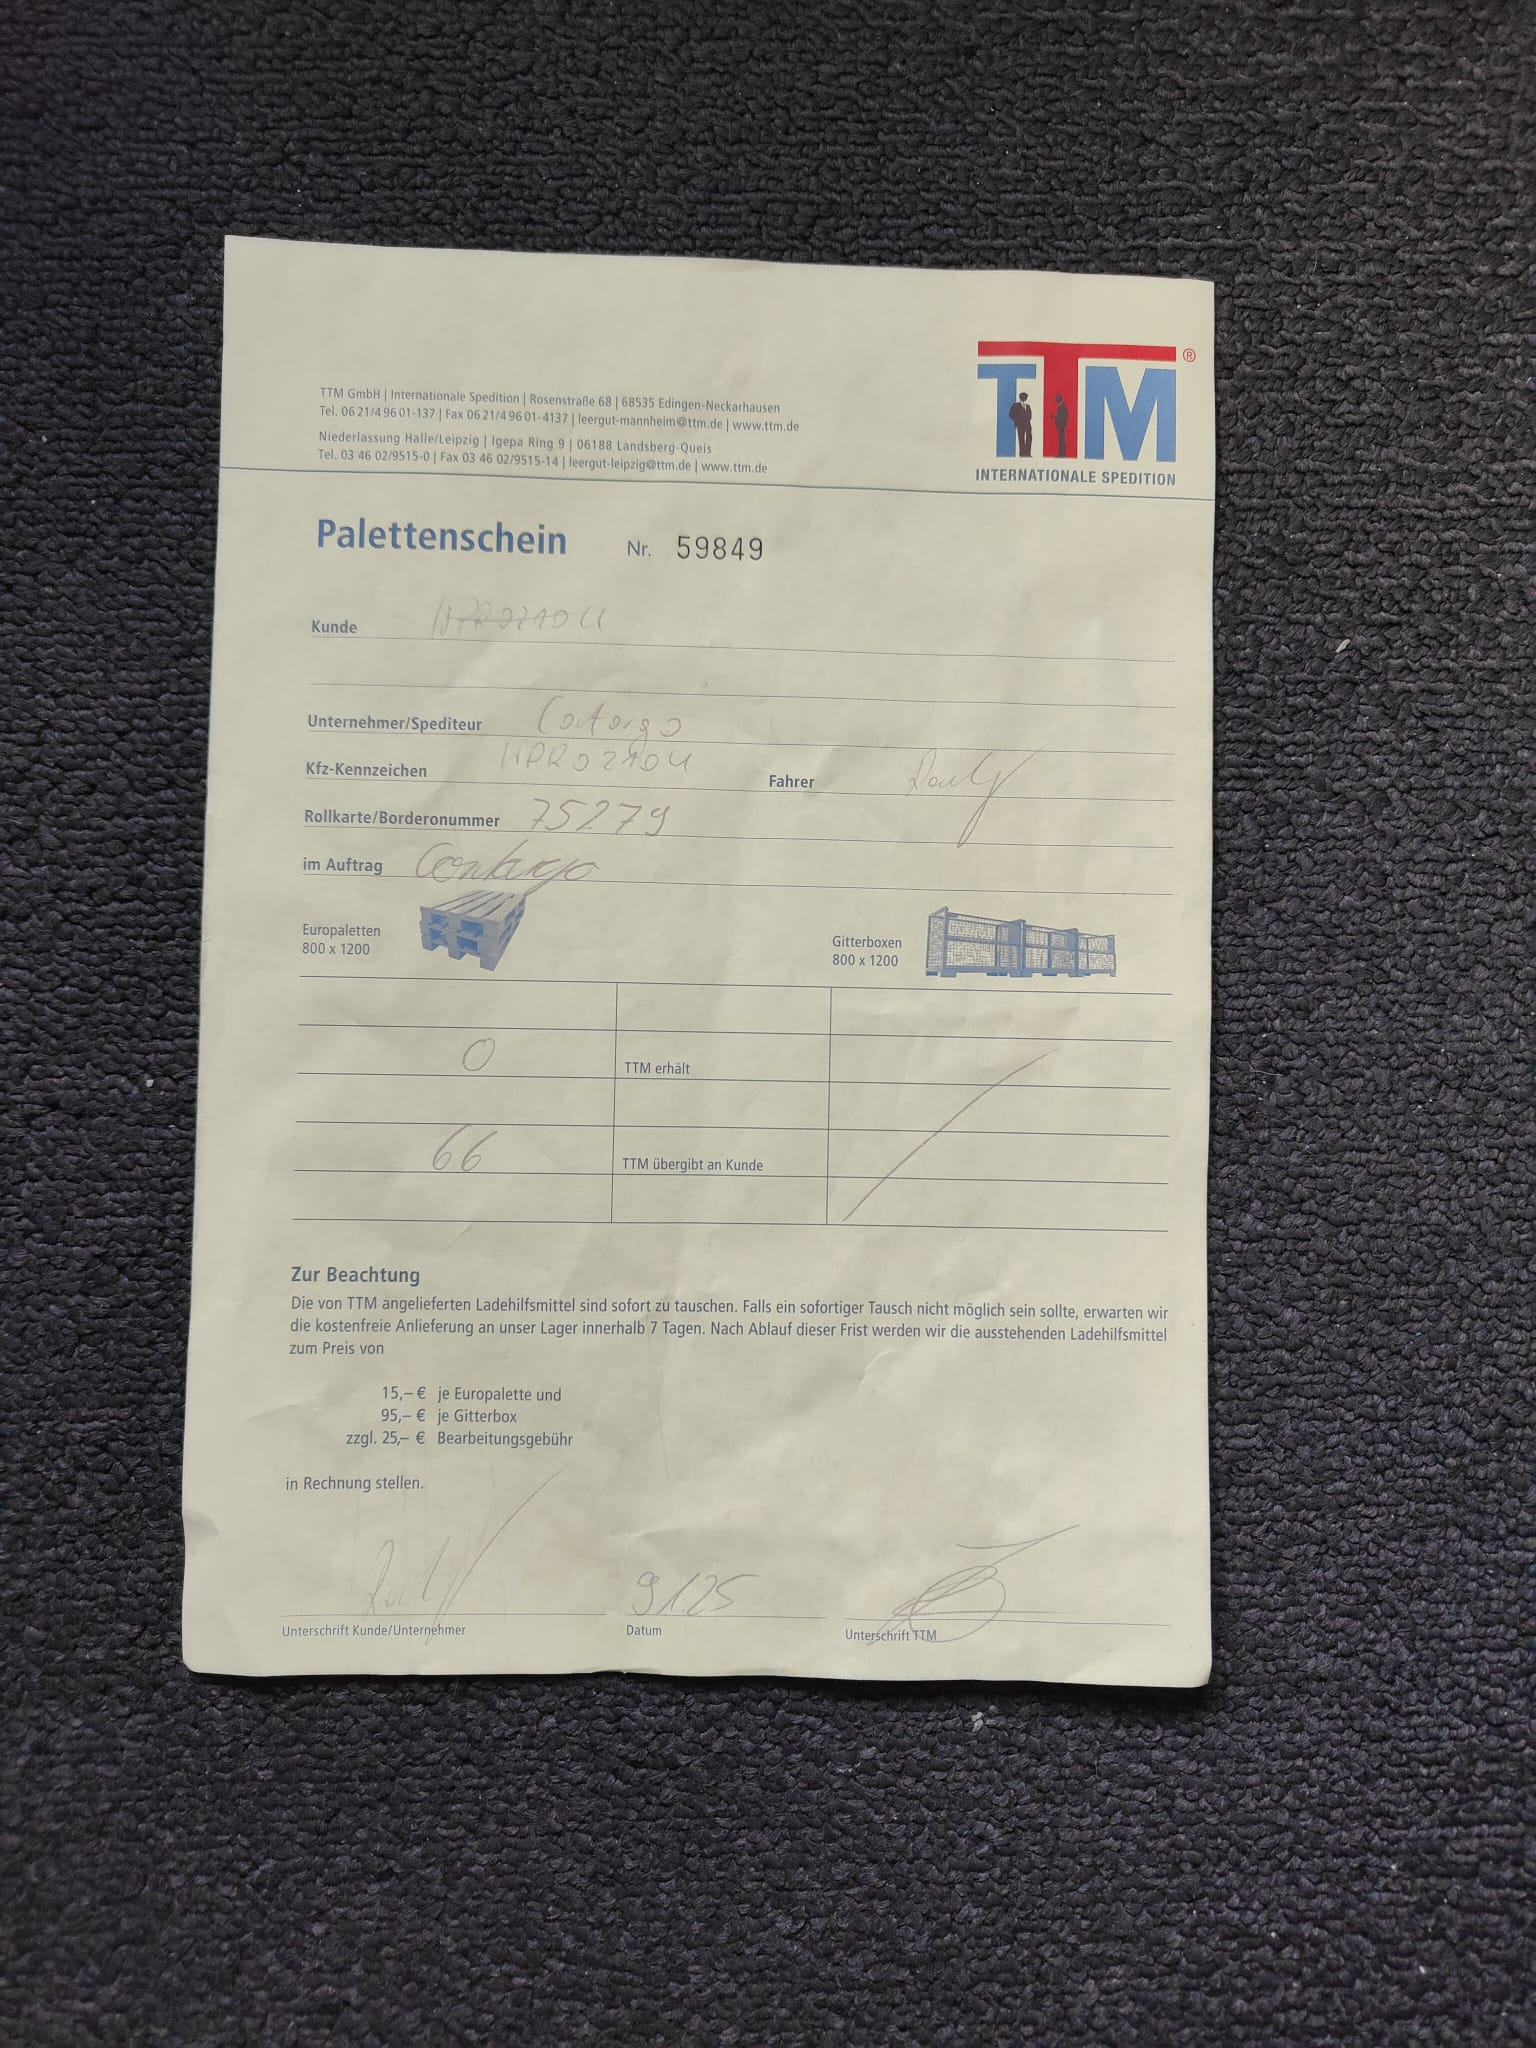 TTM®
INTERNATIONALE SPEDITION
TTM GmbH | Internationale Spedition | Rosenstraße 68 | 68535 Edingen-Neckarhausen
Tel. 06 21/4 96 01-137 | Fax 06 21/4 96 01-4137 | leergut-mannheim@ttm.de | www.ttm.de
Niederlassung Halle/Leipzig | Igepa Ring 9 | 06188 Landsberg-Queis
Tel. 03 46 02/9515-0 | Fax 03 46 02/9515-14 | leergut-leipzig@ttm.de | www.ttm.de
Palettenschein Nr. 59849
Kunde
Unternehmer/Spediteur
Kfz-Kennzeichen Fahrer
Rollkarte/Borderonummer 75279
im Auftrag Contargo
Europaletten
800 x 1200
Gitterboxen
800 x 1200
0 TTM erhält
66 TTM übergibt an Kunde
Zur Beachtung
Die von TTM angelieferten Ladehilfsmittel sind sofort zu tauschen. Falls ein sofortiger Tausch nicht möglich sein sollte, erwarten wir
die kostenfreie Anlieferung an unser Lager innerhalb 7 Tagen. Nach Ablauf dieser Frist werden wir die ausstehenden Ladehilfsmittel
zum Preis von
15,– € je Europalette und
95,– € je Gitterbox
zzgl. 25,– € Bearbeitungsgebühr
in Rechnung stellen.
9.1.25
Unterschrift Kunde/Unternehmer Datum Unterschrift TTM